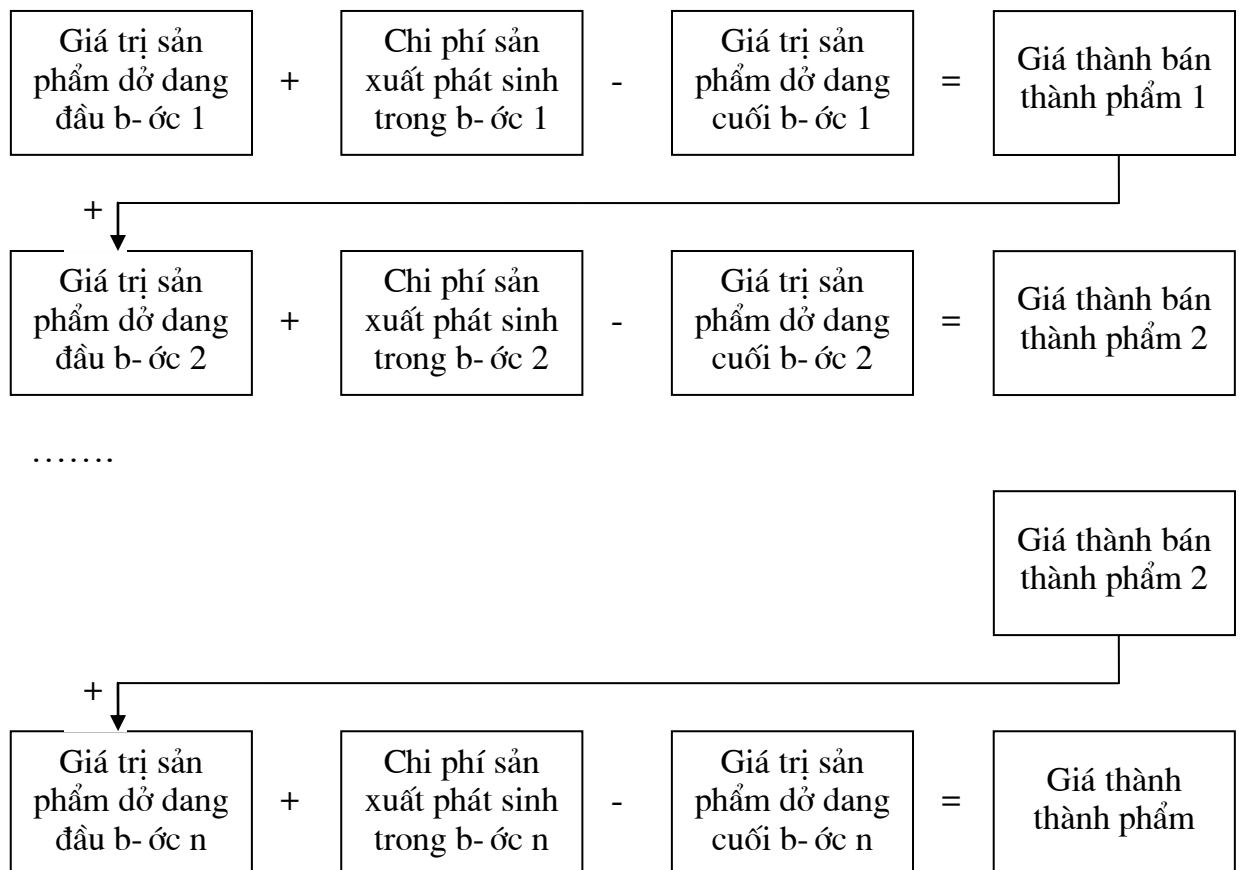 Giá trị sản
phẩm dở dang
đầu b- ớc 1
+
Chi phí sản
xuất phát sinh
trong b- ớc 1
-
Giá trị sản
phẩm dở dang
cuối b- ớc 1
=
Giá thành bán
thành phẩm 1
+
Giá trị sản
phẩm dở dang
đầu b- ớc 2
+
Chi phí sản
xuất phát sinh
trong b- ớc 2
-
Giá trị sản
phẩm dở dang
cuối b- ớc 2
=
Giá thành bán
thành phẩm 2
.......
Giá thành bán
thành phẩm 2
+
Giá trị sản
phẩm dở dang
đầu b- ớc n
+
Chi phí sản
xuất phát sinh
trong b- ớc n
-
Giá trị sản
phẩm dở dang
cuối b- ớc n
=
Giá thành
thành phẩm